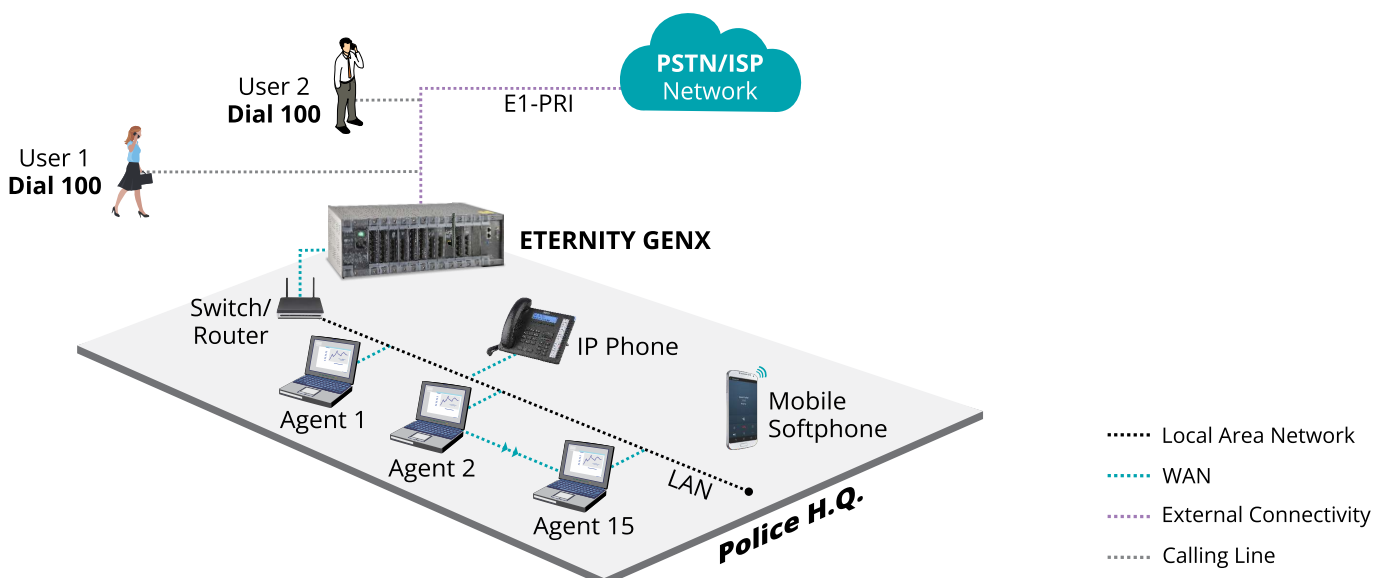 User 2
Dial 100
PSTN/ISP
Network
E1-PRI
User 1
Dial 100
ETERNITY GENX
Switch/
Router
IP Phone
Agent 1
Mobile
Softphone
Agent 2
LAN
Agent 15
Police H.Q.
Local Area Network
WAN
External Connectivity
Calling Line